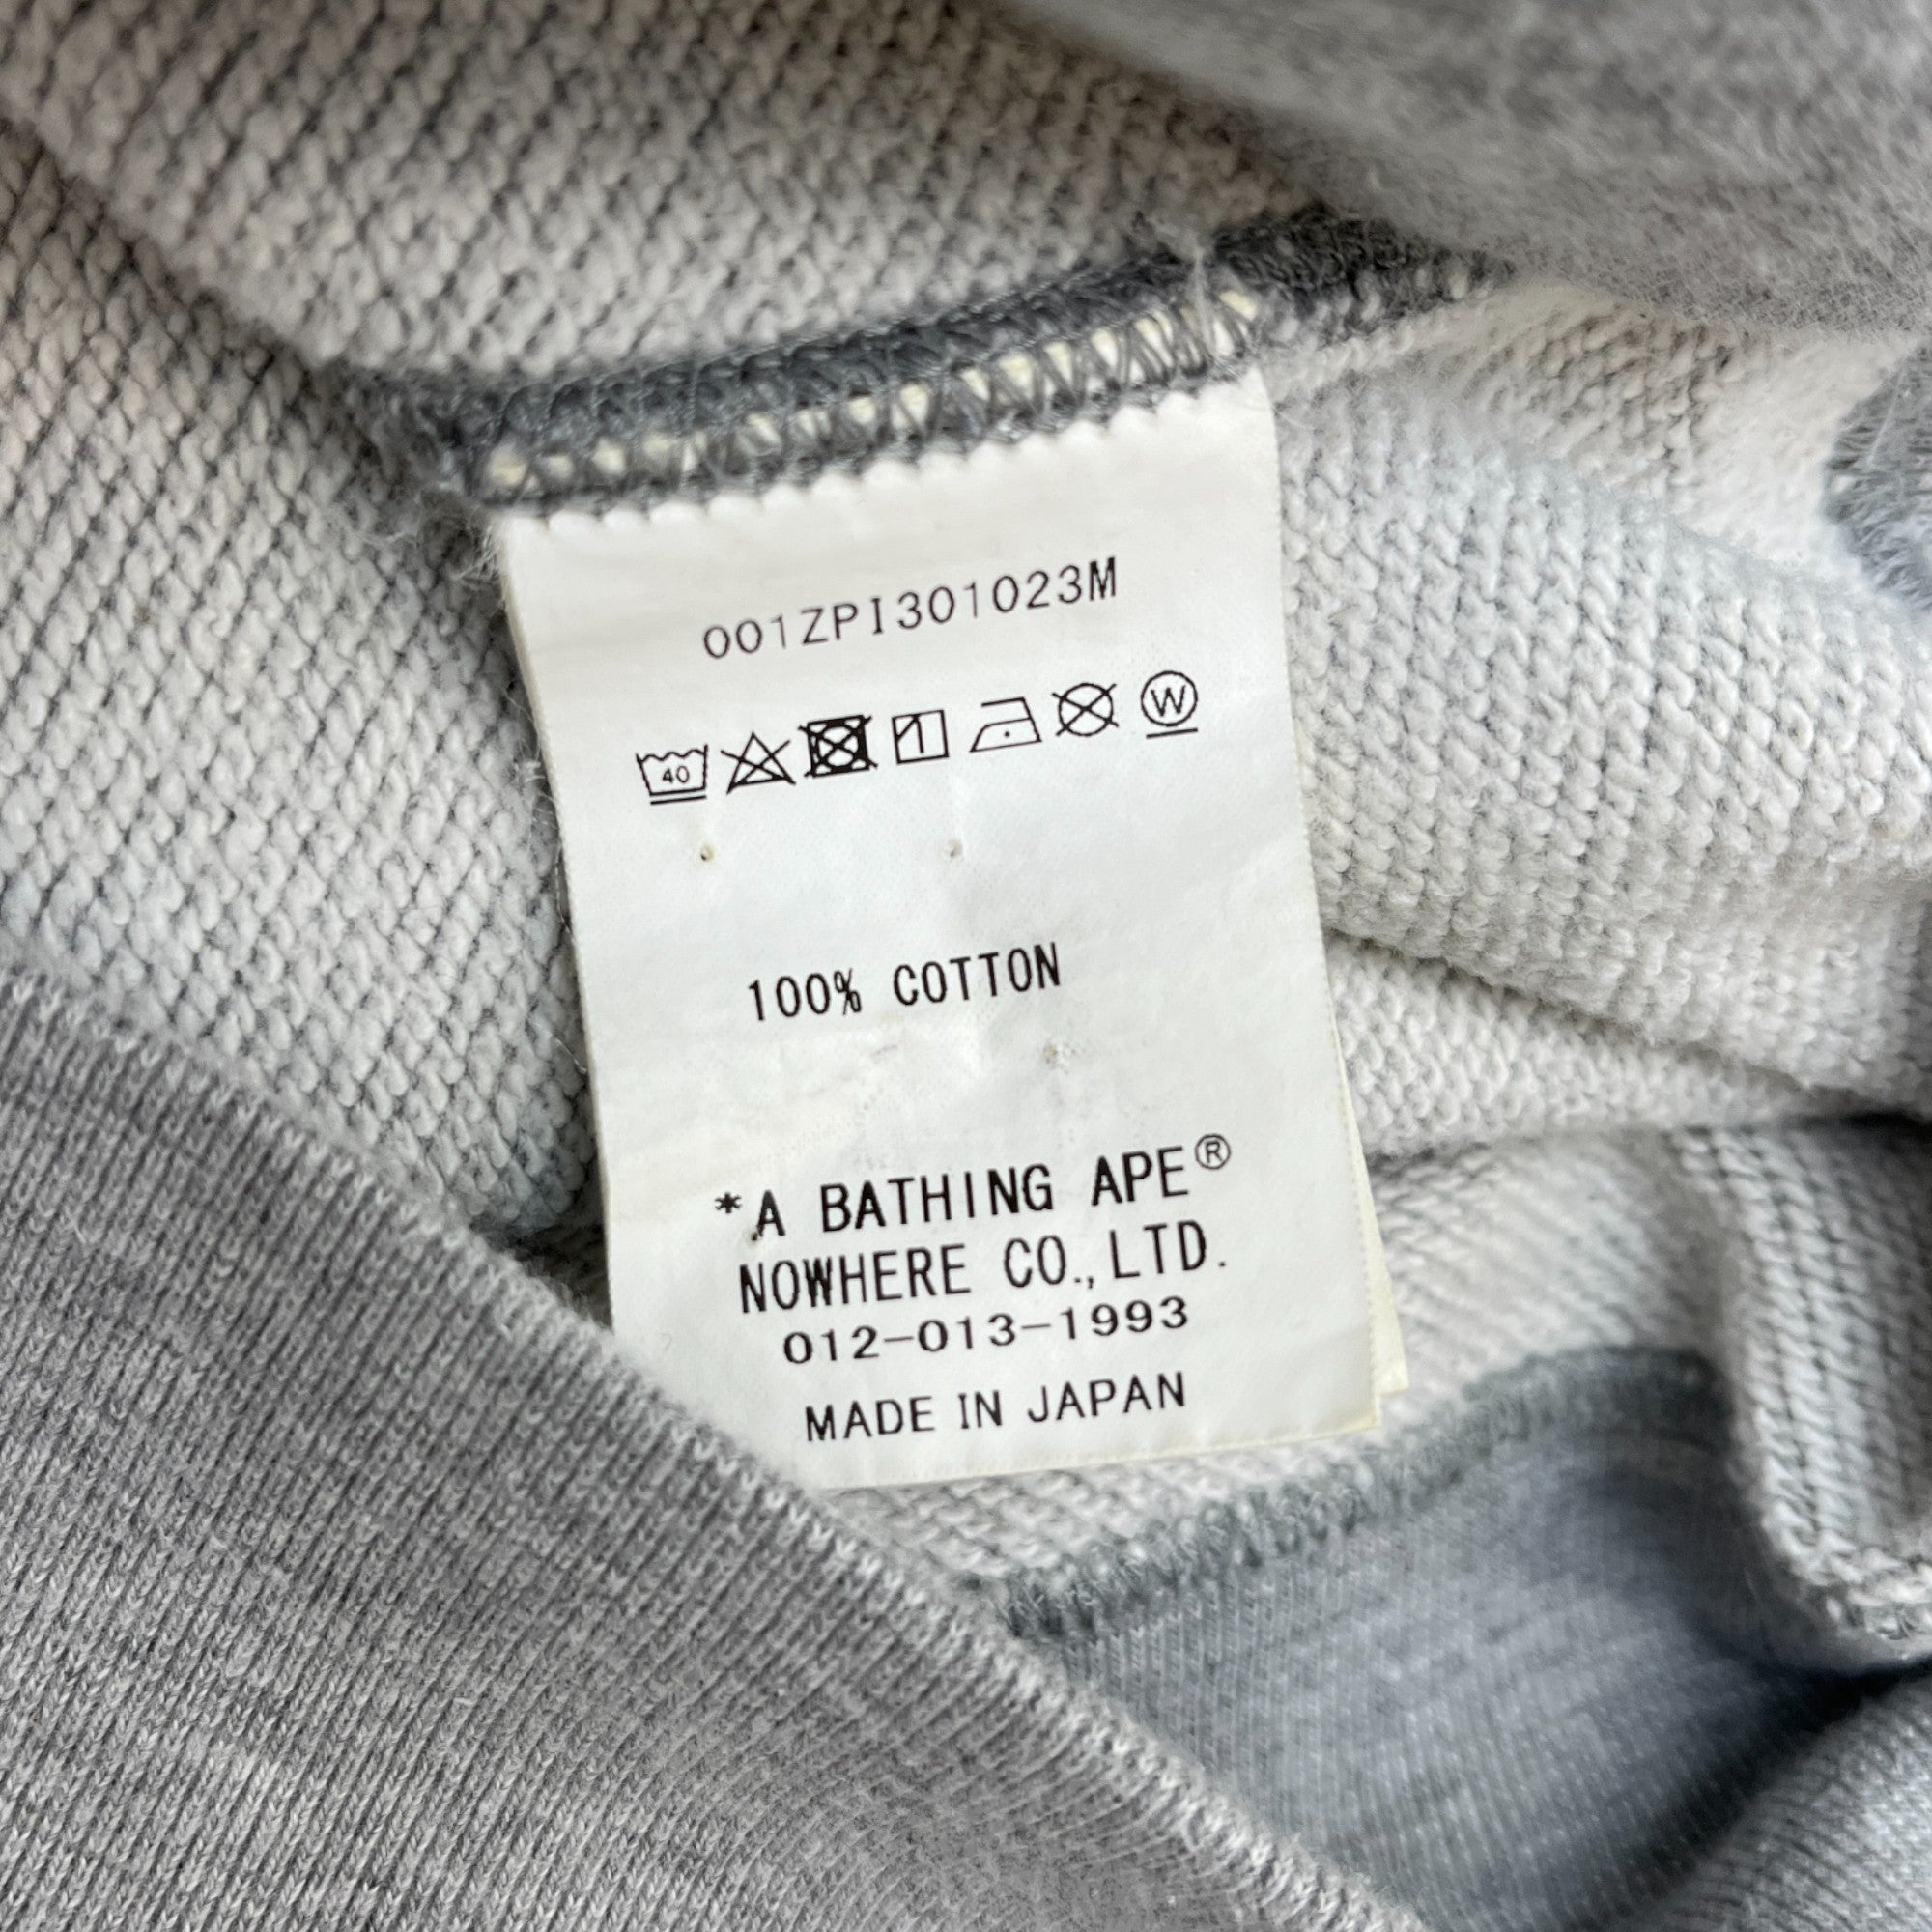 001ZPI301023M
40 W
100% COTTON
*A BATHING APE®
NOWHERE CO., LTD.
012-013-1993
MADE IN JAPAN